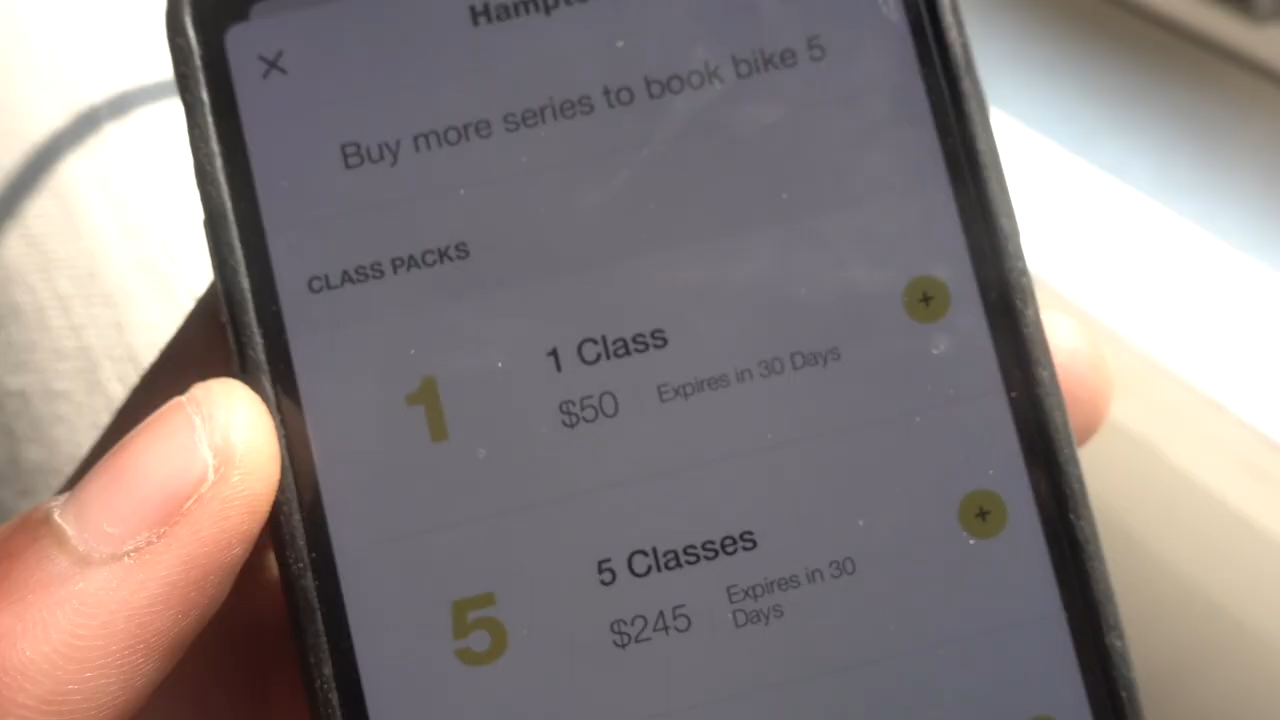 Buy more series to book bike 5
CLASS PACKS
1
1 Class
$50
Expires in 30 Days
5
5 Classes
$245
Expires in 30
Days